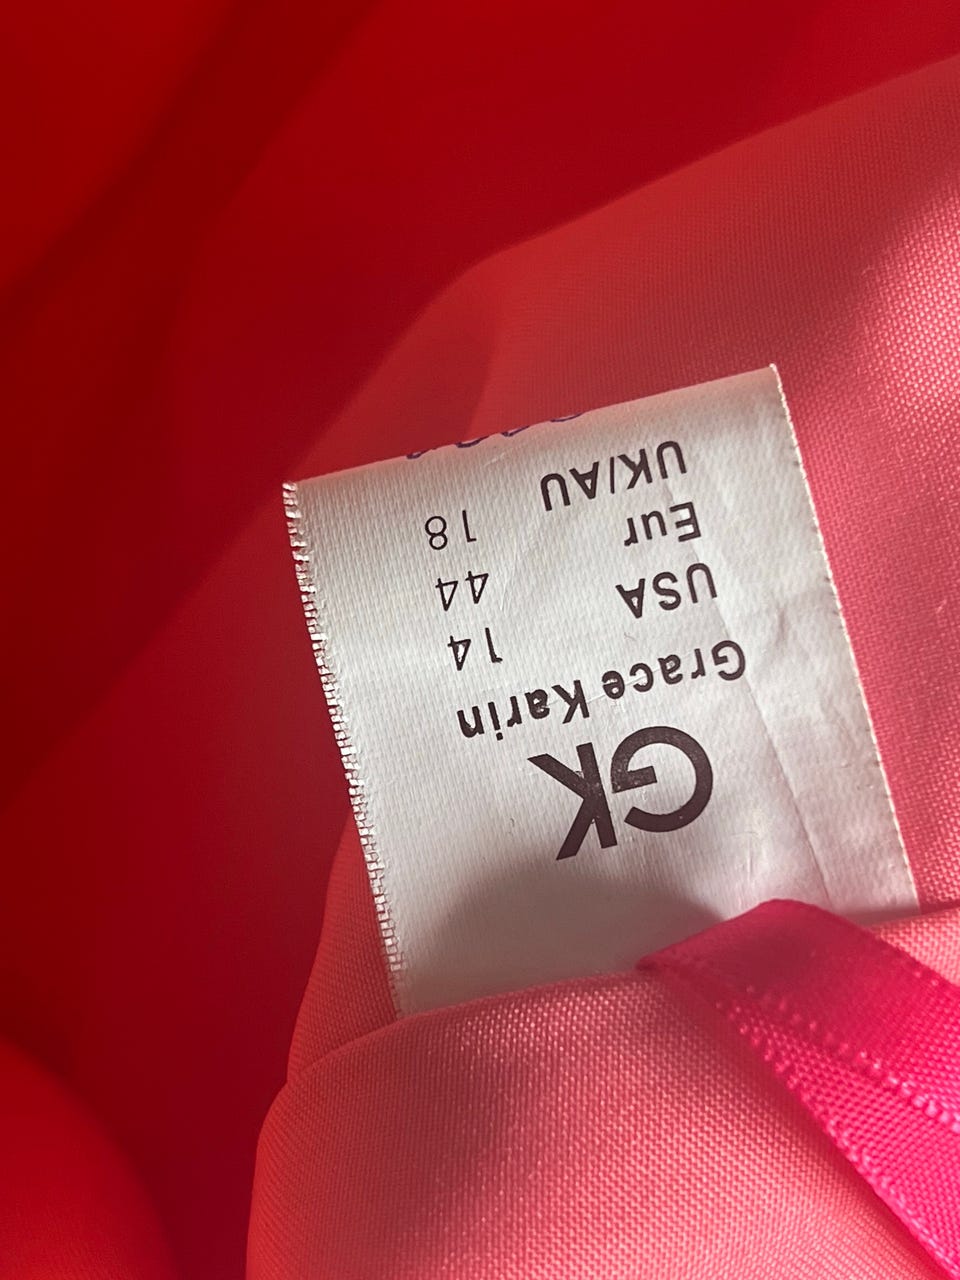 GK
Grace Karin
USA 14
Eur 44
UK/AU 18